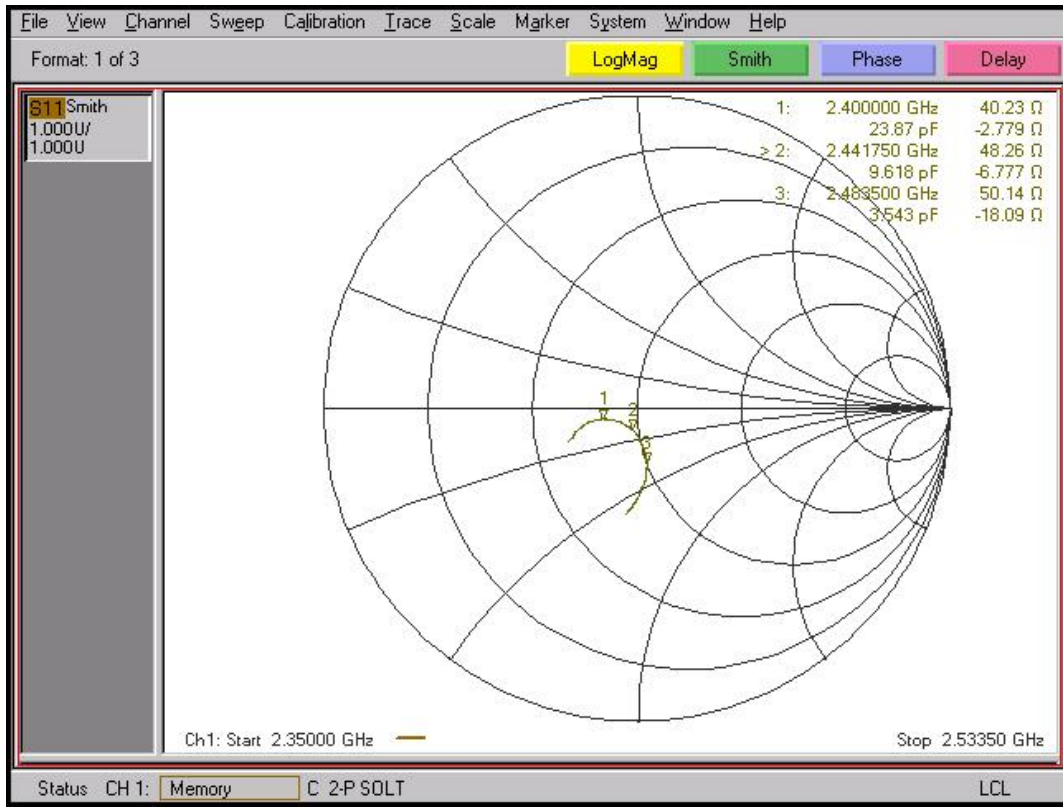 File View Channel Sweep Calibration Trace Scale Marker System Window Help
Format: 1 of 3 LogMag Smith Phase Delay
S11 Smith
1.000U/
1.000U
1: 2.400000 GHz 40.23 Ω
23.87 pF -2.779 Ω
> 2: 2.441750 GHz 48.26 Ω
9.618 pF -6.777 Ω
3: 2.483500 GHz 50.14 Ω
3.543 pF -18.09 Ω
1
2
3
Ch1: Start 2.35000 GHz Stop 2.53350 GHz
Status CH 1: Memory C 2-P SOLT LCL